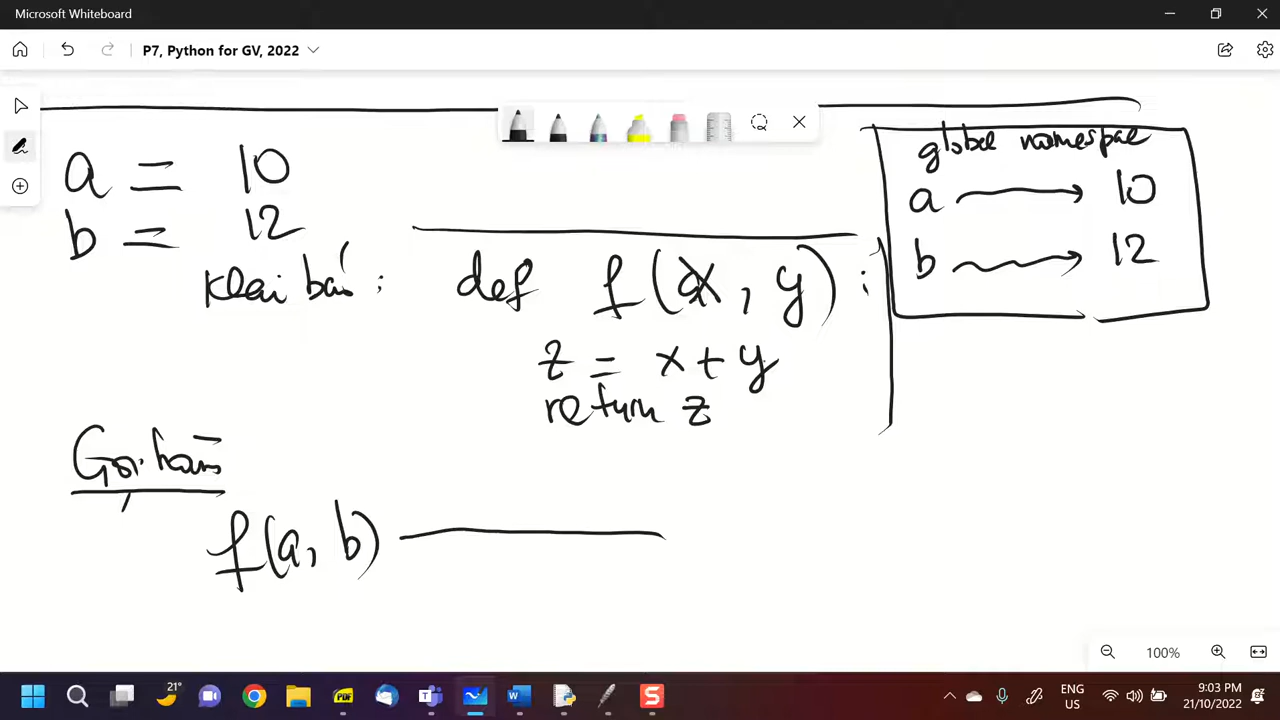 Microsoft Whiteboard
P7, Python for GV, 2022
a = 10
b = 12
global namespace
a → 10
b → 12
Khai báo : def f(x, y) :
z = x + y
return z
Gọi hàm
f(a, b)
100%
21°
ENG
US
9:03 PM
21/10/2022